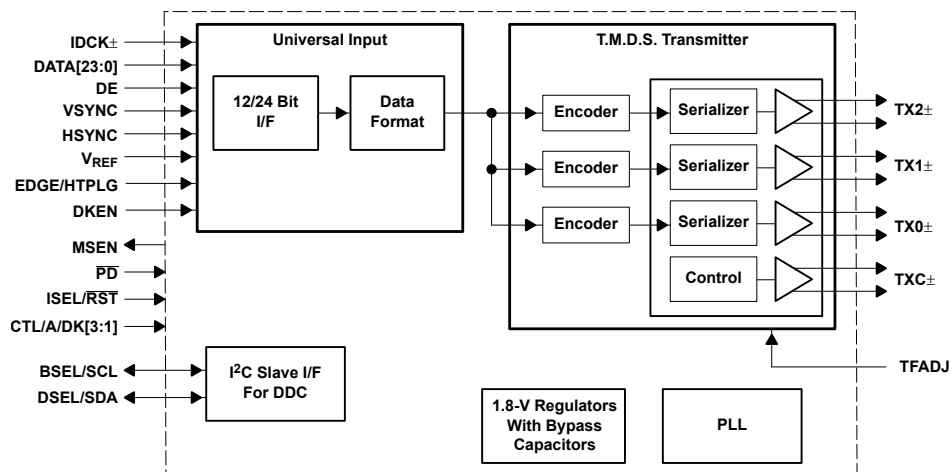 Universal Input
T.M.D.S. Transmitter
IDCK±
DATA[23:0]
DE
VSYNC
HSYNC
VREF
EDGE/HTPLG
DKEN
MSEN
PD
ISEL/RST
CTL/A/DK[3:1]
BSEL/SCL
DSEL/SDA
12/24 Bit
I/F
Data
Format
Encoder
Serializer
TX2±
Encoder
Serializer
TX1±
Encoder
Serializer
TX0±
Control
TXC±
TFADJ
I2C Slave I/F
For DDC
1.8-V Regulators
With Bypass
Capacitors
PLL